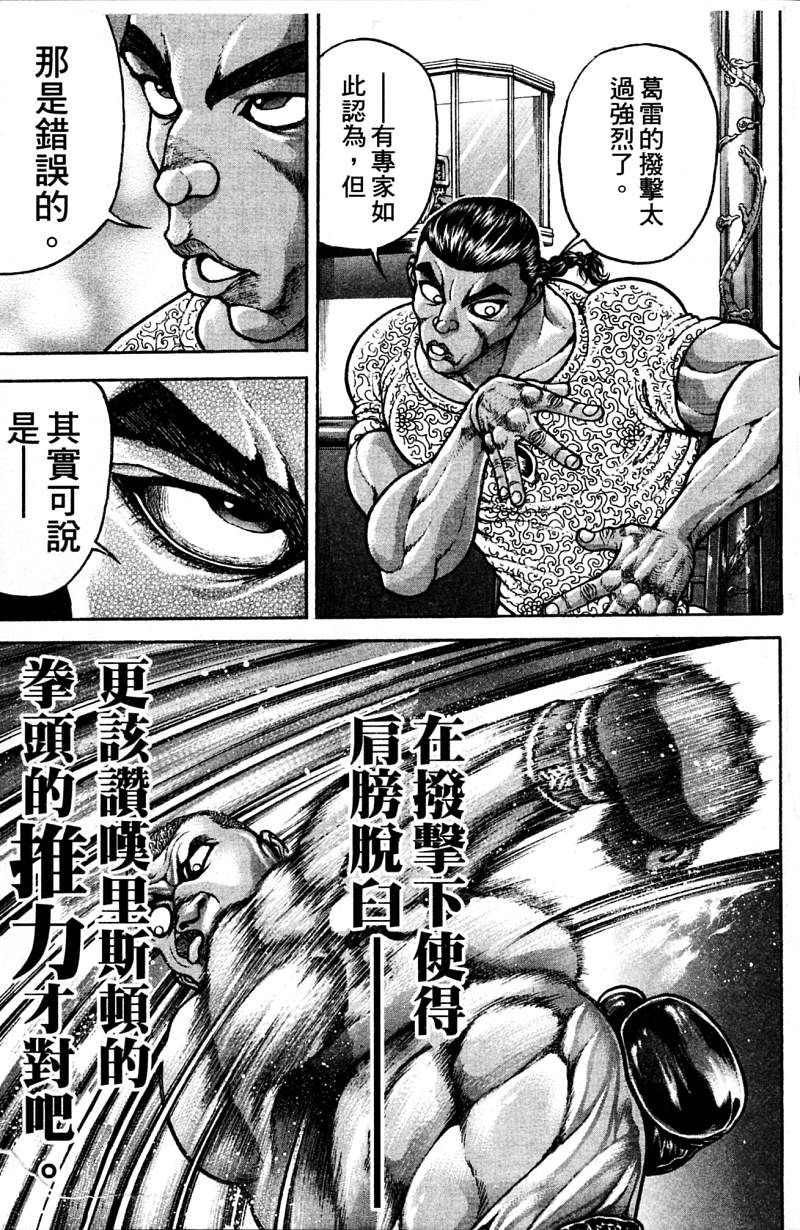 葛雷的撥擊太
過強烈了。
——有專家如
此認為，但
那是錯誤的。
其實可說
是——
在撥擊下使得
肩膀脫臼——
更該讚嘆里斯頓的
拳頭的推力才對吧。